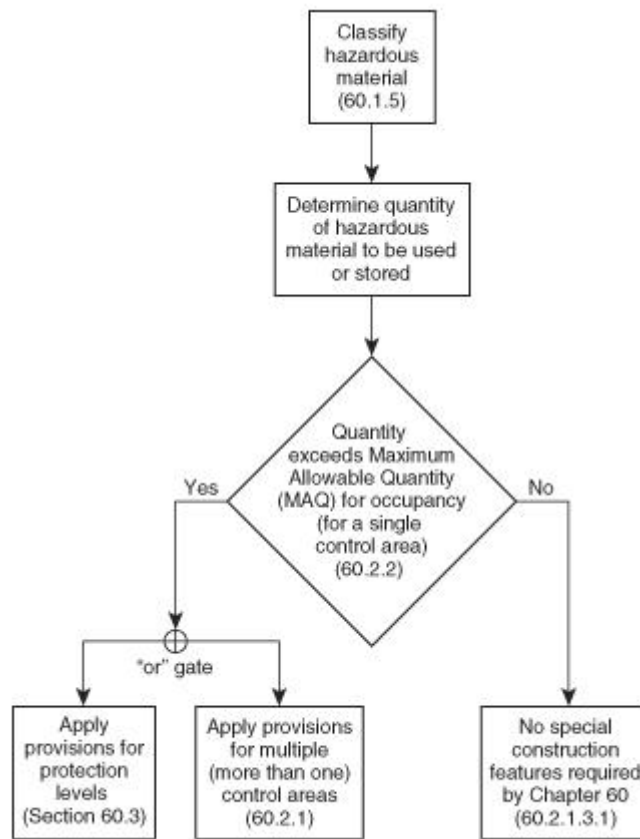 Classify
hazardous
material
(60.1.5)
Determine quantity
of hazardous
material to be used
or stored
Quantity
exceeds Maximum
Allowable Quantity
(MAQ) for occupancy
(for a single
control area)
(60.2.2)
Yes
No
"or" gate
Apply
provisions for
protection
levels
(Section 60.3)
Apply provisions
for multiple
(more than one)
control areas
(60.2.1)
No special
construction
features required
by Chapter 60
(60.2.1.3.1)